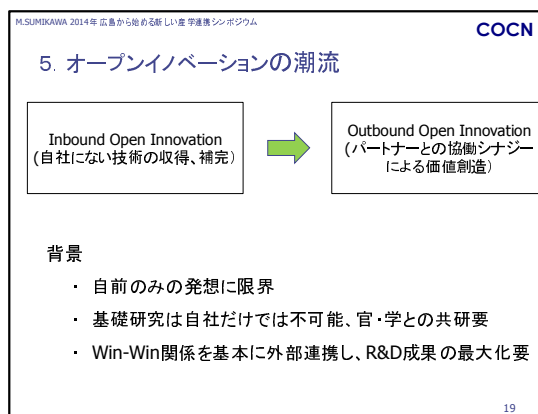 M.SUMIKAWA 2014年 広島から始める新しい産学連携シンポジウム
COCN
5. オープンイノベーションの潮流
Inbound Open Innovation
(自社にない技術の収得、補完)
Outbound Open Innovation
(パートナーとの協働シナジー
による価値創造)
背景
・ 自前のみの発想に限界
・ 基礎研究は自社だけでは不可能、官・学との共研要
・ Win-Win関係を基本に外部連携し、R&D成果の最大化要
19